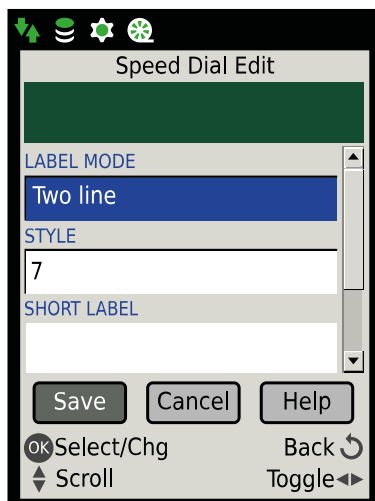 Speed Dial Edit
LABEL MODE
Two line
STYLE
7
SHORT LABEL
Save Cancel Help
OK Select/Chg Back
Scroll Toggle